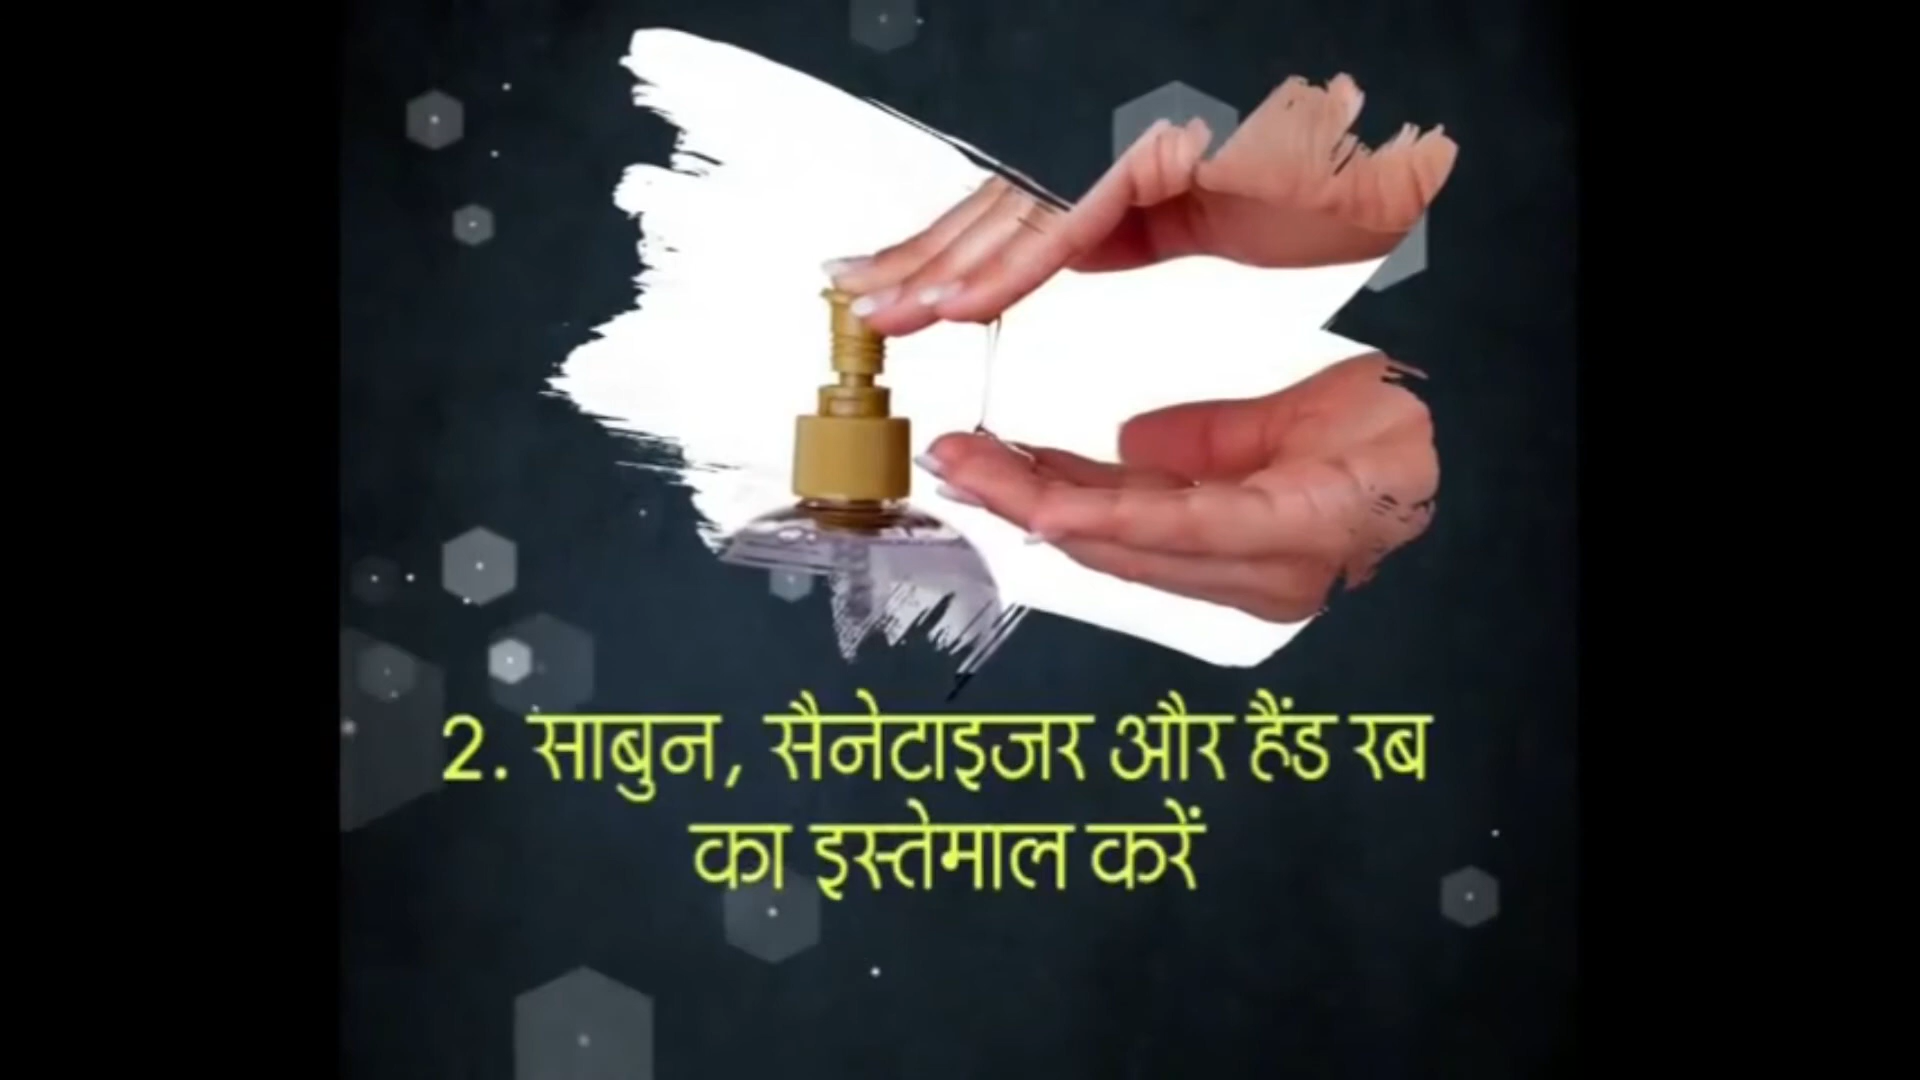 2. साबुन, सैनेटाइजर और हैंड रब
का इस्तेमाल करें